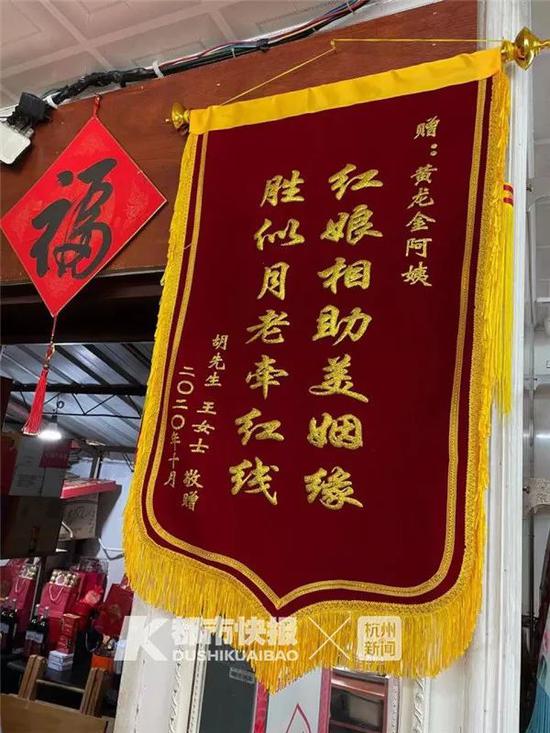 福
赠：黄龙金阿姨
红娘相助美姻缘
胜似月老牵红线
胡先生 王女士 敬赠
二〇二〇年十月
都市快报
DUSHIKUAIBAO
杭州
新闻